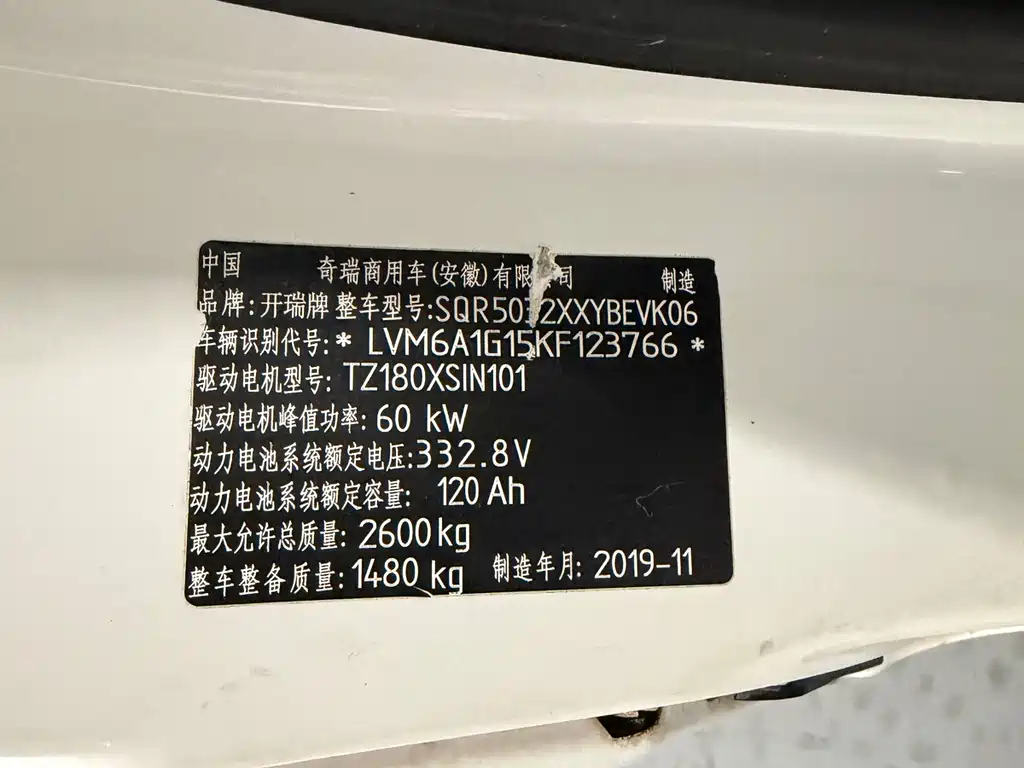 中国 奇瑞商用车(安徽)有限公司 制造
品牌:开瑞牌 整车型号:SQR5032XXYBEVK06
车辆识别代号:* LVM6A1G15KF123766 *
驱动电机型号: TZ180XSIN101
驱动电机峰值功率: 60 kW
动力电池系统额定电压:332.8V
动力电池系统额定容量: 120 Ah
最大允许总质量: 2600kg
整车整备质量:1480 kg 制造年月: 2019-11